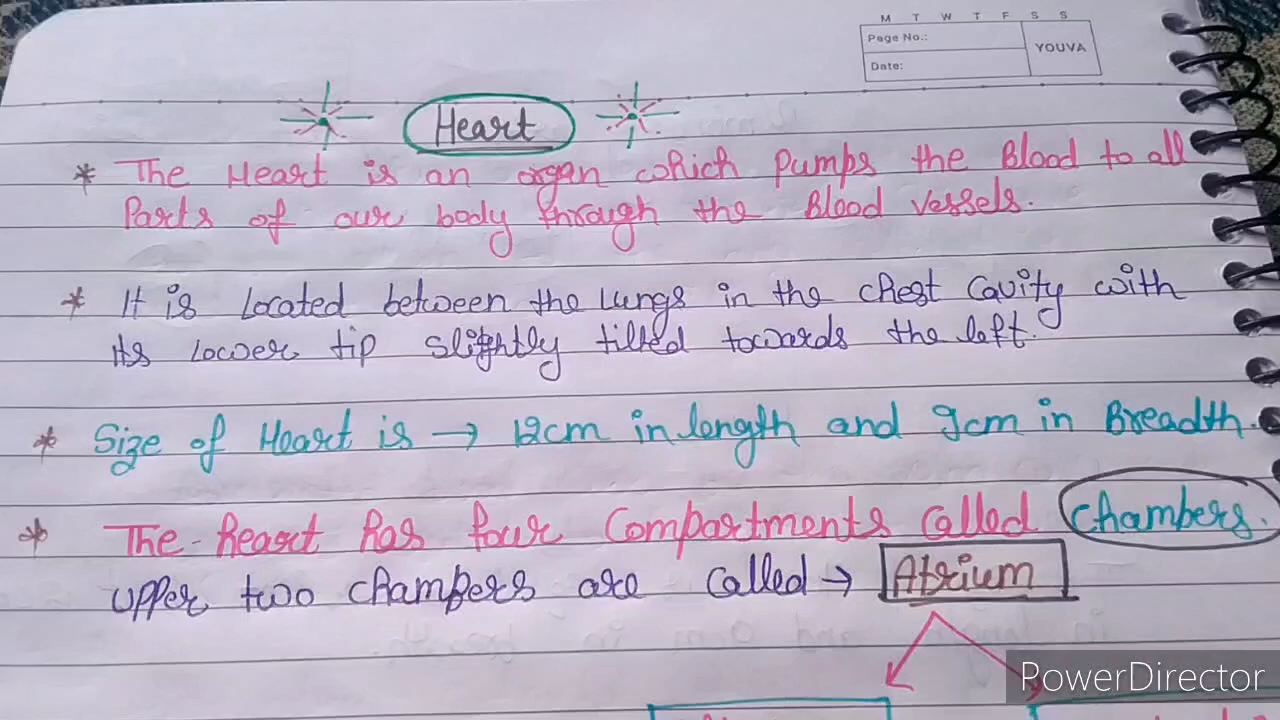 M T W T F S S
Page No.:
YOUVA
Date:
Heart
* The Heart is an organ which pumps the Blood to all
Parts of our body through the Blood vessels.
* It is Located between the Lungs in the chest Cavity with
its Lower tip slightly tilted towards the left.
* Size of Heart is → 12cm in length and 9cm in Breadth.
* The Heart has four Compartments called Chambers.
upper two chambers are called → Atrium
PowerDirector